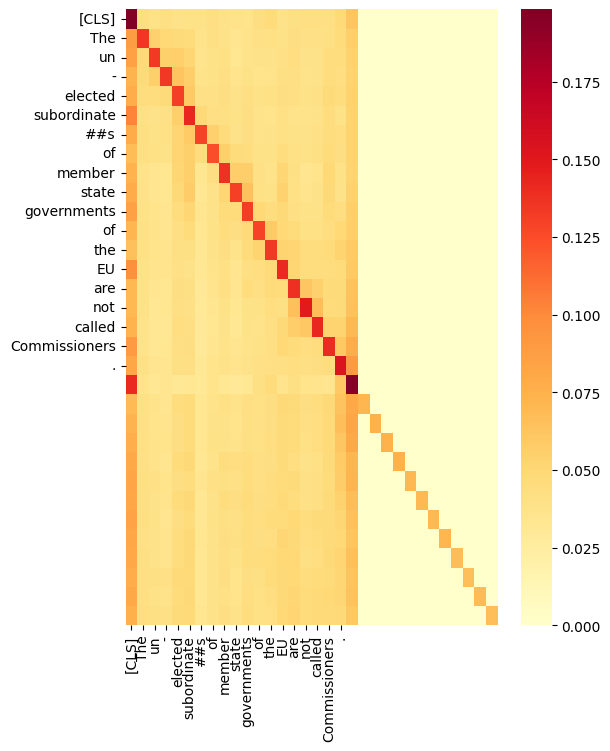 [CLS]
The
un
-
elected
subordinate
##s
of
member
state
governments
of
the
EU
are
not
called
Commissioners
.
[CLS]
The
un
-
elected
subordinate
##s
of
member
state
governments
of
the
EU
are
not
called
Commissioners
.
0.175
0.150
0.125
0.100
0.075
0.050
0.025
0.000